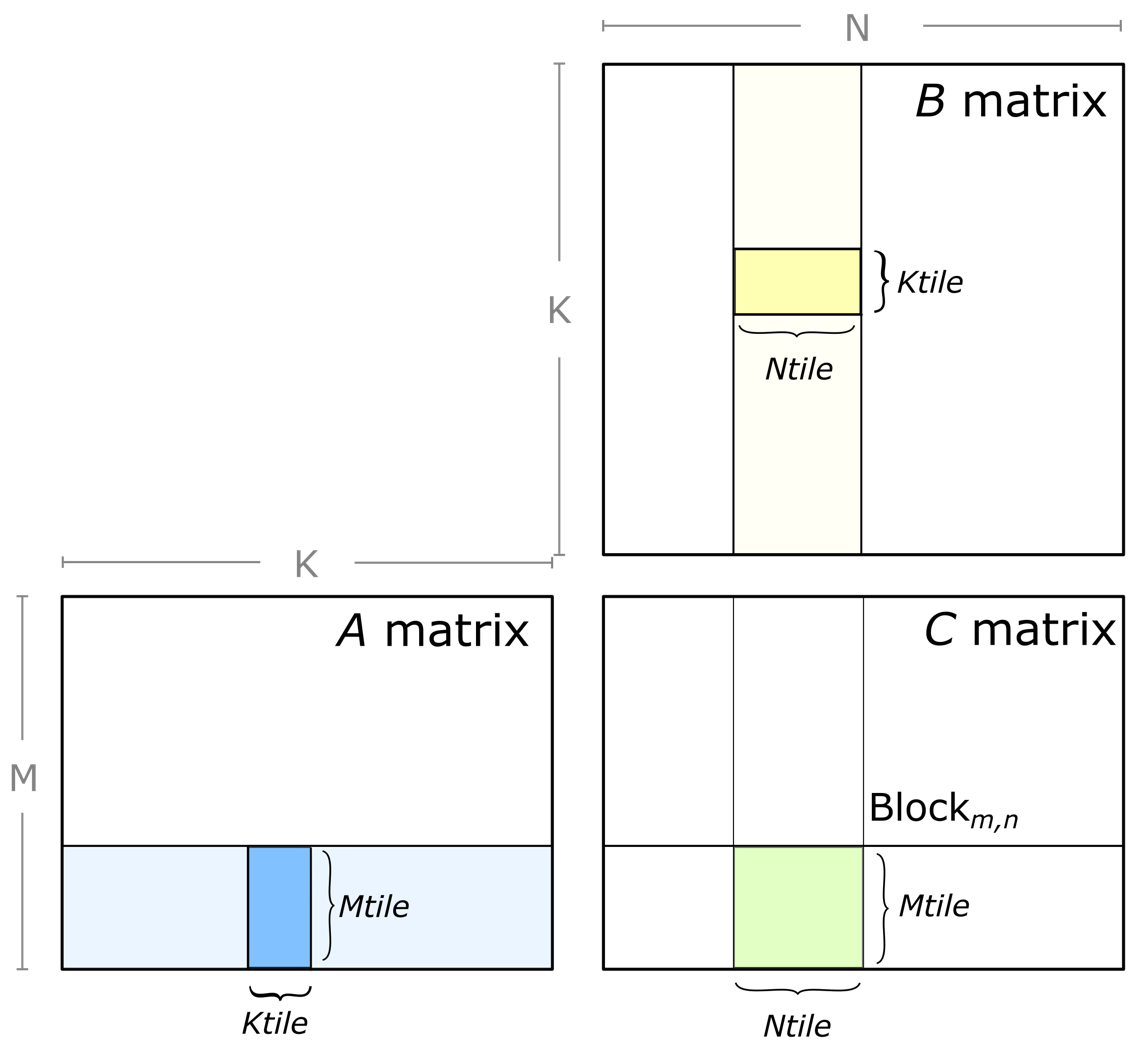 N
B matrix
K
Ktile
Ntile
K
A matrix
C matrix
M
Block m,n
Mtile
Mtile
Ktile
Ntile